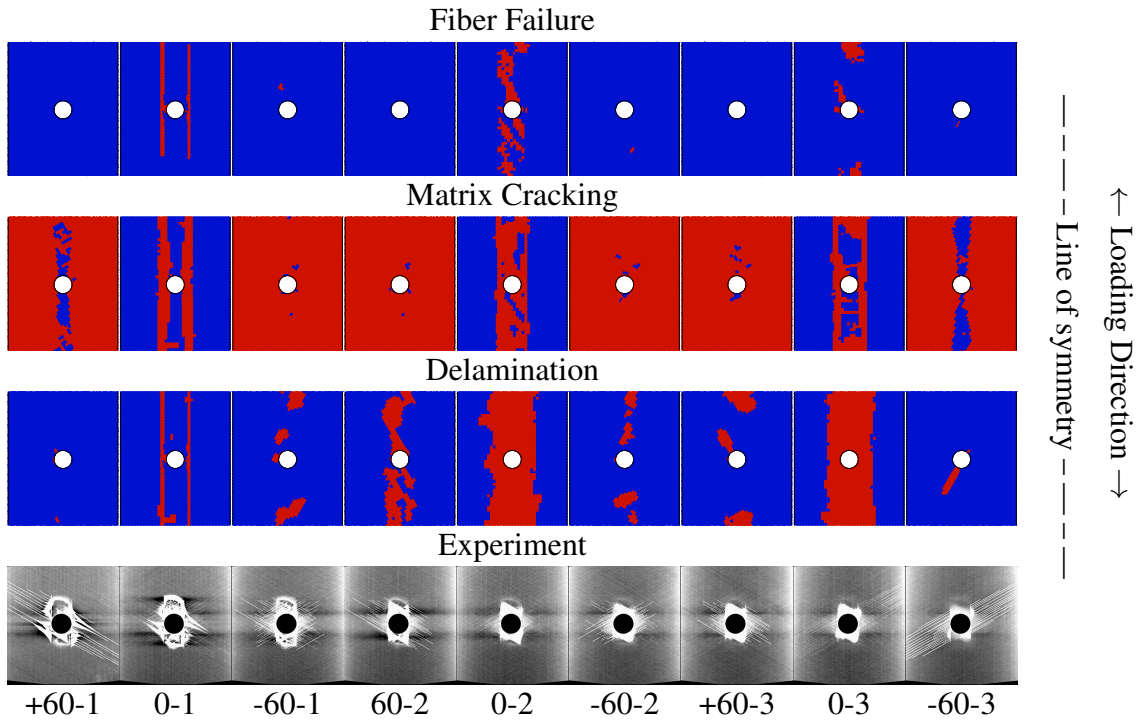 Fiber Failure
Matrix Cracking
Delamination
Experiment
+60-1 0-1 -60-1 60-2 0-2 -60-2 +60-3 0-3 -60-3
Line of symmetry
← Loading Direction →